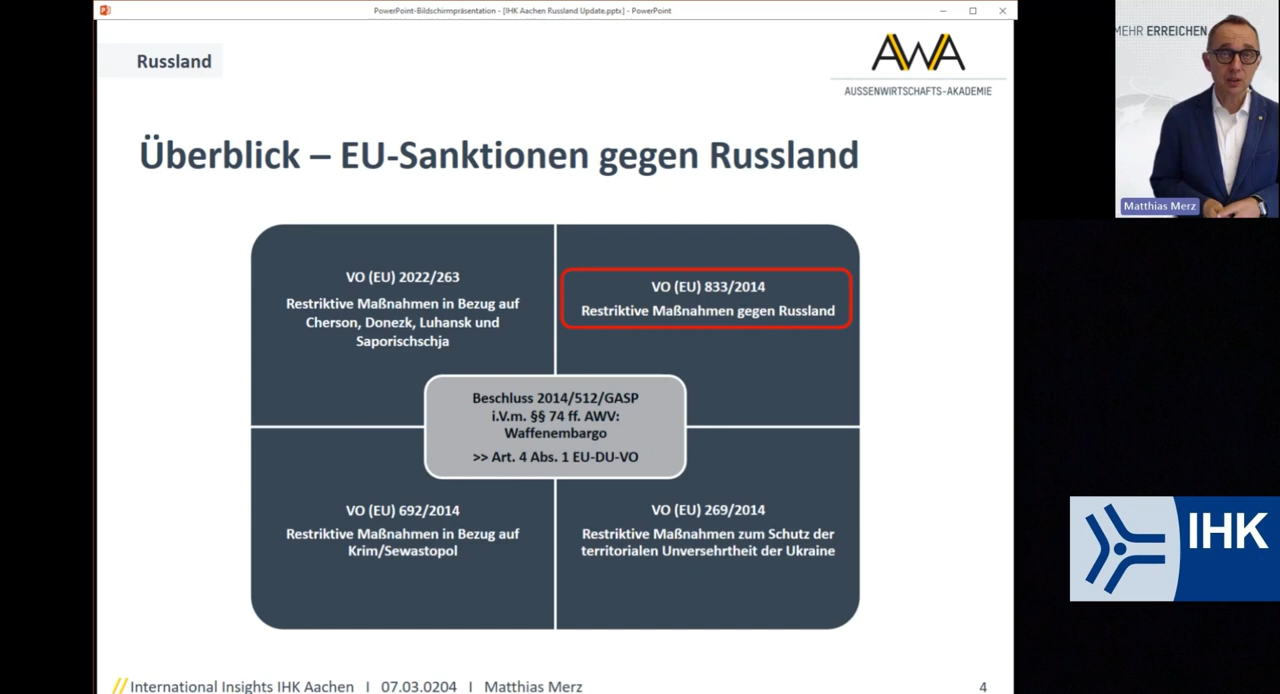 PowerPoint-Bildschirmpräsentation - [IHK Aachen Russland Update.pptx] - PowerPoint
Russland
AWA
AUSSENWIRTSCHAFTS-AKADEMIE
MEHR ERREICHEN
Matthias Merz
Überblick – EU-Sanktionen gegen Russland
VO (EU) 2022/263
Restriktive Maßnahmen in Bezug auf
Cherson, Donezk, Luhansk und
Saporischschja
VO (EU) 833/2014
Restriktive Maßnahmen gegen Russland
Beschluss 2014/512/GASP
i.V.m. §§ 74 ff. AWV:
Waffenembargo
>> Art. 4 Abs. 1 EU-DU-VO
VO (EU) 692/2014
Restriktive Maßnahmen in Bezug auf
Krim/Sewastopol
VO (EU) 269/2014
Restriktive Maßnahmen zum Schutz der
territorialen Unversehrtheit der Ukraine
IHK
// International Insights IHK Aachen I 07.03.0204 I Matthias Merz
4